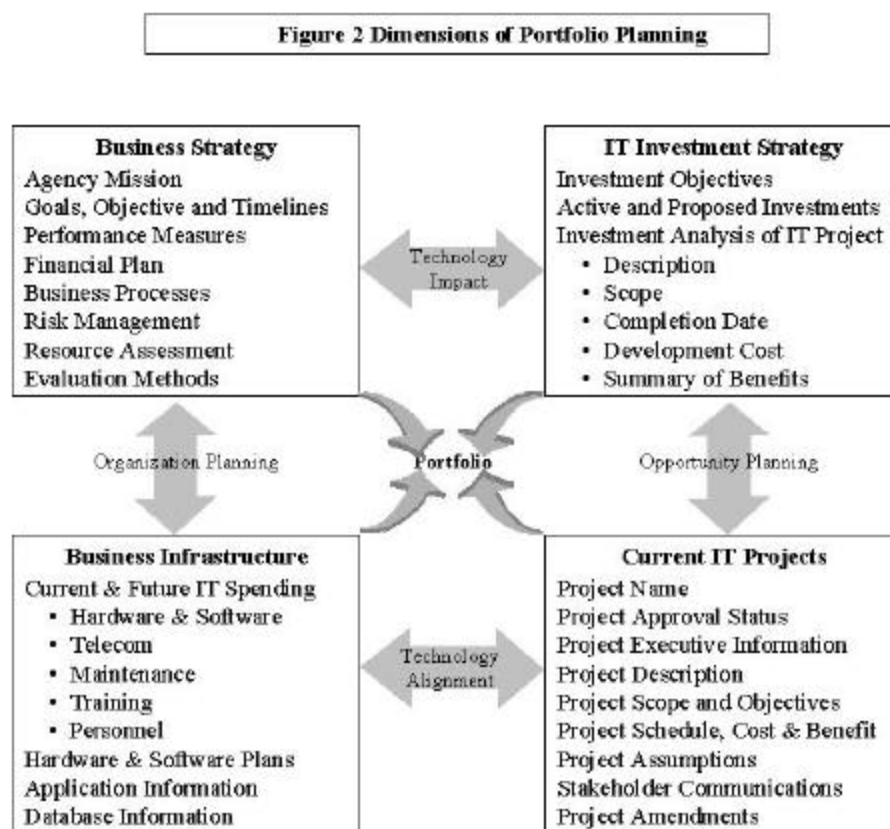 Figure 2 Dimensions of Portfolio Planning
Business Strategy
Agency Mission
Goals, Objective and Timelines
Performance Measures
Financial Plan
Business Processes
Risk Management
Resource Assessment
Evaluation Methods
Technology
Impact
IT Investment Strategy
Investment Objectives
Active and Proposed Investments
Investment Analysis of IT Project
• Description
• Scope
• Completion Date
• Development Cost
• Summary of Benefits
Organization Planning
Portfolio
Opportunity Planning
Business Infrastructure
Current & Future IT Spending
• Hardware & Software
• Telecom
• Maintenance
• Training
• Personnel
Hardware & Software Plans
Application Information
Database Information
Technology
Alignment
Current IT Projects
Project Name
Project Approval Status
Project Executive Information
Project Description
Project Scope and Objectives
Project Schedule, Cost & Benefit
Project Assumptions
Stakeholder Communications
Project Amendments